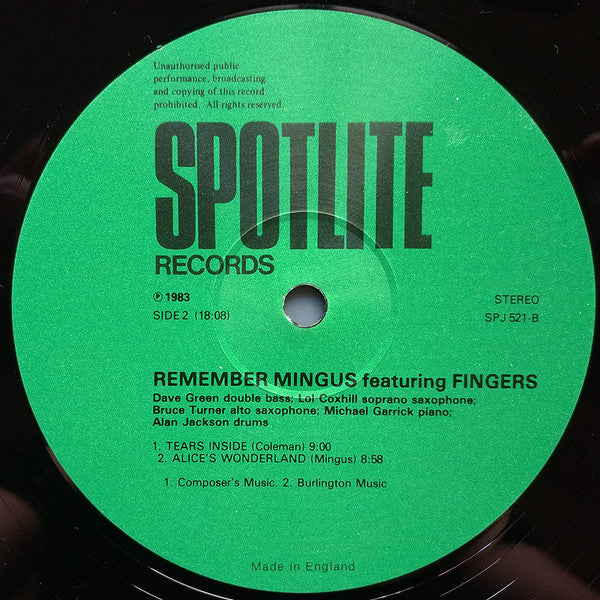 Unauthorised public
performance, broadcasting
and copying of this record
prohibited. All rights reserved.
SPOTLITE
RECORDS
℗ 1983
STEREO
SIDE 2 (18:08)
SPJ 521-B
REMEMBER MINGUS featuring FINGERS
Dave Green double bass; Lol Coxhill soprano saxophone;
Bruce Turner alto saxophone; Michael Garrick piano;
Alan Jackson drums
1. TEARS INSIDE (Coleman) 9:00
2. ALICE'S WONDERLAND (Mingus) 8:58
1. Composer's Music. 2. Burlington Music
Made in England